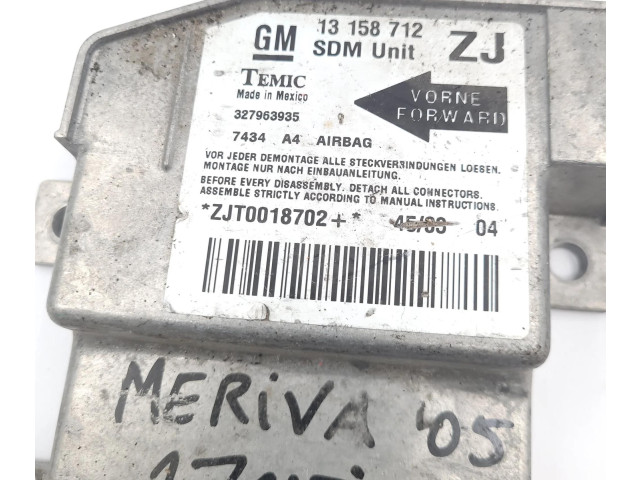 GM 13 158 712 ZJ
SDM Unit
TEMIC
Made in Mexico
VORNE
FORWARD
327963935
7434 A4 AIRBAG
VOR JEDER DEMONTAGE ALLE STECKVERBINDUNGEN LOESEN.
MONTAGE NUR NACH EINBAUANLEITUNG.
BEFORE EVERY DISASSEMBLY. DETACH ALL CONNECTORS.
ASSEMBLE STRICTLY ACCORDING TO MANUAL INSTRUCTIONS.
*ZJT0018702+* 45/03 04
MERIVA '05